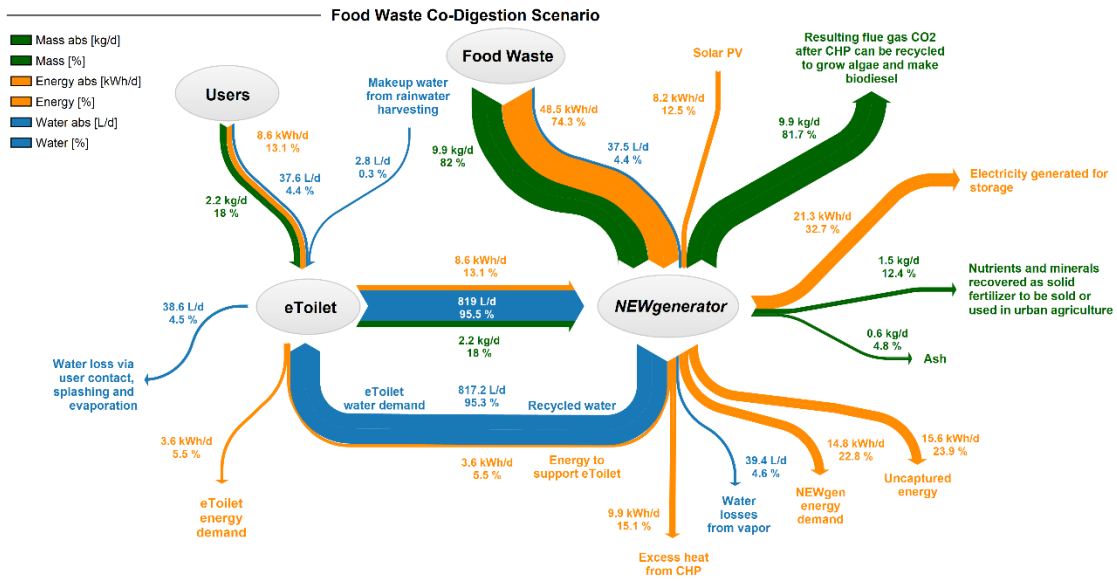 Food Waste Co-Digestion Scenario
Mass abs [kg/d]
Mass [%]
Energy abs [kWh/d]
Energy [%]
Water abs [L/d]
Water [%]
Users
8.6 kWh/d
13.1 %
37.6 L/d
4.4 %
2.2 kg/d
18 %
Makeup water
from rainwater
harvesting
2.8 L/d
0.3 %
Food Waste
48.5 kWh/d
74.3 %
9.9 kg/d
82 %
37.5 L/d
4.4 %
Solar PV
8.2 kWh/d
12.5 %
Resulting flue gas CO2
after CHP can be recycled
to grow algae and make
biodiesel
9.9 kg/d
81.7 %
Electricity generated for
storage
21.3 kWh/d
32.7 %
1.5 kg/d
12.4 %
Nutrients and minerals
recovered as solid
fertilizer to be sold or
used in urban agriculture
0.6 kg/d
4.8 %
Ash
eToilet
8.6 kWh/d
13.1 %
819 L/d
95.5 %
2.2 kg/d
18 %
NEWgenerator
38.6 L/d
4.5 %
Water loss via
user contact,
splashing and
evaporation
eToilet
water demand
817.2 L/d
95.3 %
Recycled water
3.6 kWh/d
5.5 %
Energy to
support eToilet
3.6 kWh/d
5.5 %
eToilet
energy
demand
9.9 kWh/d
15.1 %
Excess heat
from CHP
39.4 L/d
4.6 %
Water
losses
from vapor
14.8 kWh/d
22.8 %
NEWgen
energy
demand
15.6 kWh/d
23.9 %
Uncaptured
energy